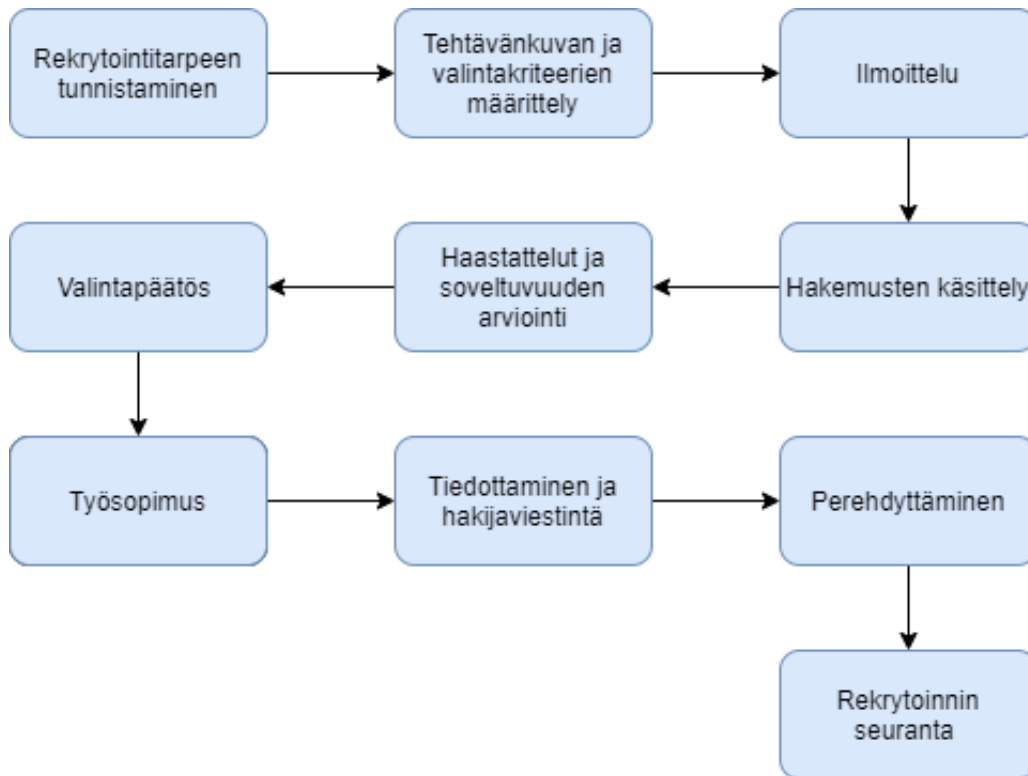 Rekrytointitarpeen
tunnistaminen
Tehtävänkuvan ja
valintakriteerien
määrittely
Ilmoittelu
Hakemusten käsittely
Haastattelut ja
soveltuvuuden
arviointi
Valintapäätös
Työsopimus
Tiedottaminen ja
hakijaviestintä
Perehdyttäminen
Rekrytoinnin
seuranta